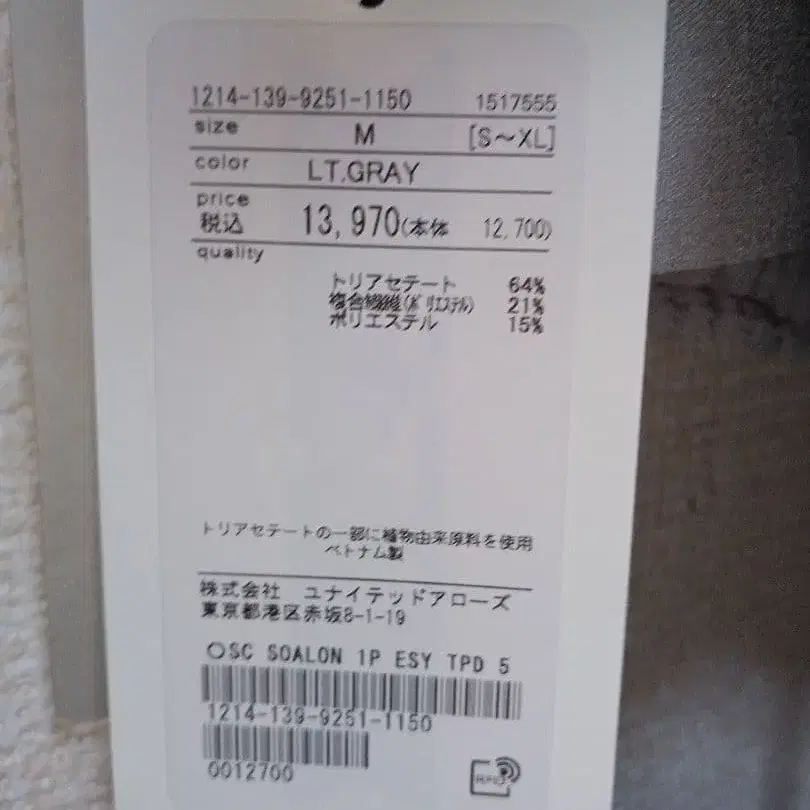 1214-139-9251-1150 1517555
size M [S〜XL]
color LT.GRAY
price
税込 13,970(本体 12,700)
quality
トリアセテート 64%
複合繊維(ポリエステル) 21%
ポリエステル 15%
トリアセテートの一部に植物由来原料を使用
ベトナム製
株式会社 ユナイテッドアローズ
東京都港区赤坂8-1-19
○SC SOALON 1P ESY TPD 5
1214-139-9251-1150
0012700